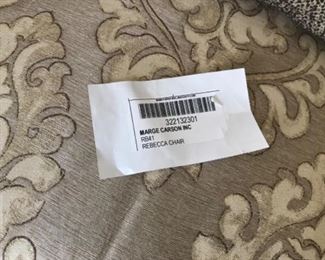 322132301
MARGE CARSON INC
RB41
REBECCA CHAIR